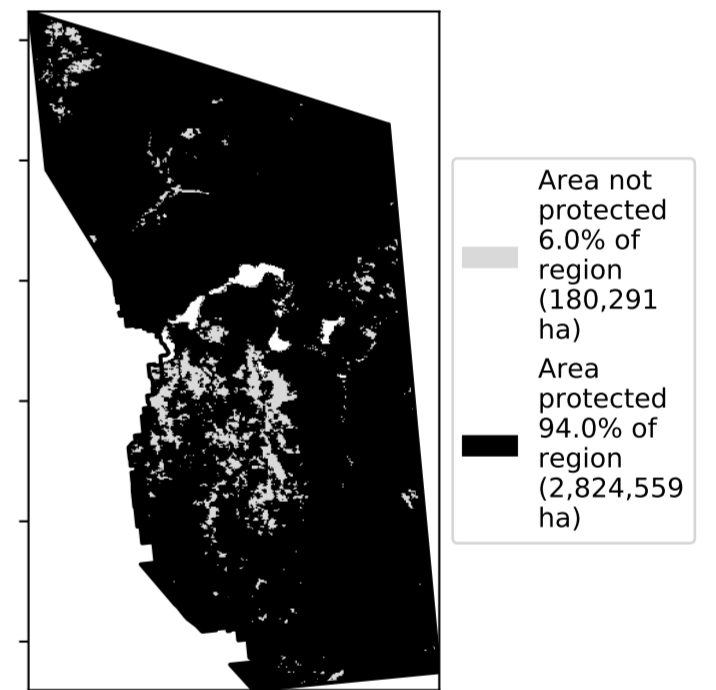 Area not
protected
6.0% of
region
(180,291
ha)
Area
protected
94.0% of
region
(2,824,559
ha)